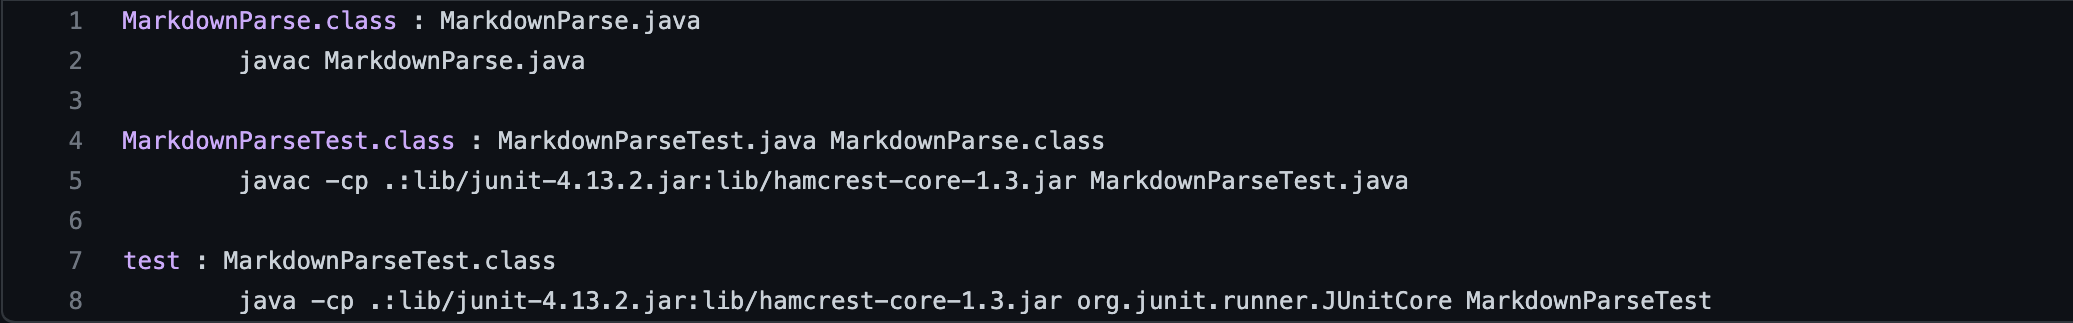 1 MarkdownParse.class : MarkdownParse.java
2 javac MarkdownParse.java
3
4 MarkdownParseTest.class : MarkdownParseTest.java MarkdownParse.class
5 javac -cp .:lib/junit-4.13.2.jar:lib/hamcrest-core-1.3.jar MarkdownParseTest.java
6
7 test : MarkdownParseTest.class
8 java -cp .:lib/junit-4.13.2.jar:lib/hamcrest-core-1.3.jar org.junit.runner.JUnitCore MarkdownParseTest